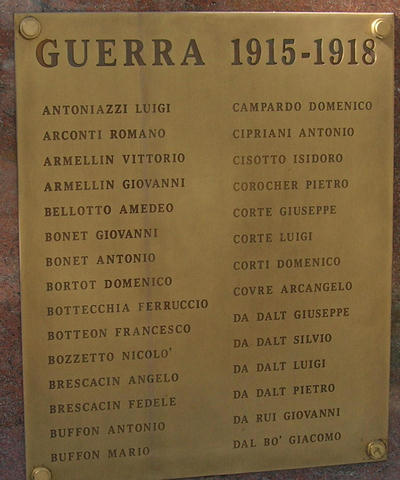 GUERRA 1915-1918
ANTONIAZZI LUIGI
ARCONTI ROMANO
ARMELLIN VITTORIO
ARMELLIN GIOVANNI
BELLOTTO AMEDEO
BONET GIOVANNI
BONET ANTONIO
BORTOT DOMENICO
BOTTECCHIA FERRUCCIO
BOTTEON FRANCESCO
BOZZETTO NICOLO'
BRESCACIN ANGELO
BRESCACIN FEDELE
BUFFON ANTONIO
BUFFON MARIO
CAMPARDO DOMENICO
CIPRIANI ANTONIO
CISOTTO ISIDORO
COROCHER PIETRO
CORTE GIUSEPPE
CORTE LUIGI
CORTI DOMENICO
COVRE ARCANGELO
DA DALT GIUSEPPE
DA DALT SILVIO
DA DALT LUIGI
DA DALT PIETRO
DA RUI GIOVANNI
DAL BO' GIACOMO